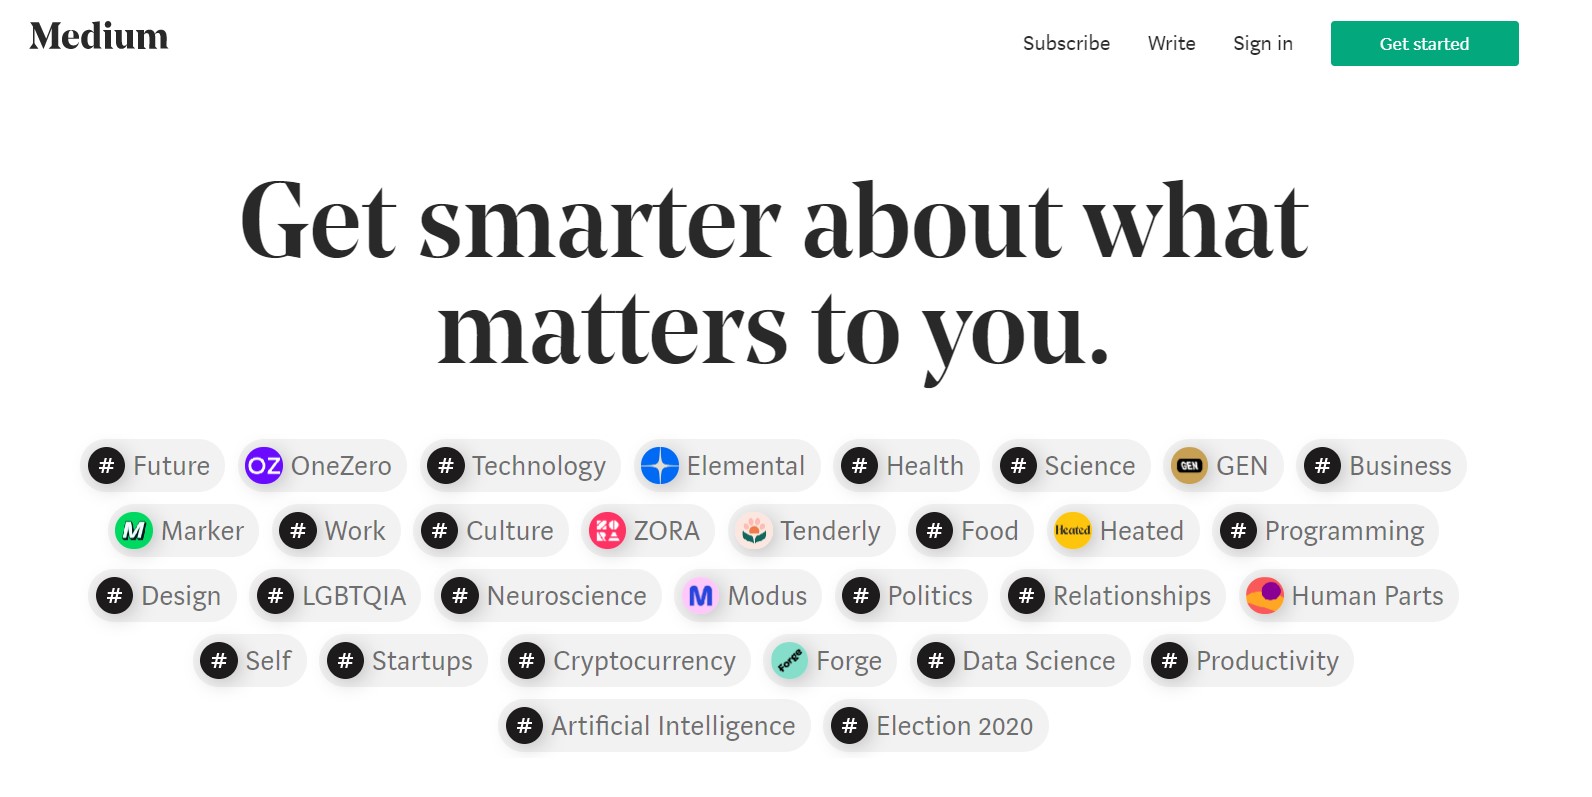 Medium
Subscribe Write Sign in Get started
Get smarter about what
matters to you.
# Future OZ OneZero # Technology Elemental # Health # Science GEN GEN # Business
M Marker # Work # Culture ZORA ZORA Tenderly # Food Heated Heated # Programming
# Design # LGBTQIA # Neuroscience M Modus # Politics # Relationships Human Parts
# Self # Startups # Cryptocurrency Forge Forge # Data Science # Productivity
# Artificial Intelligence # Election 2020